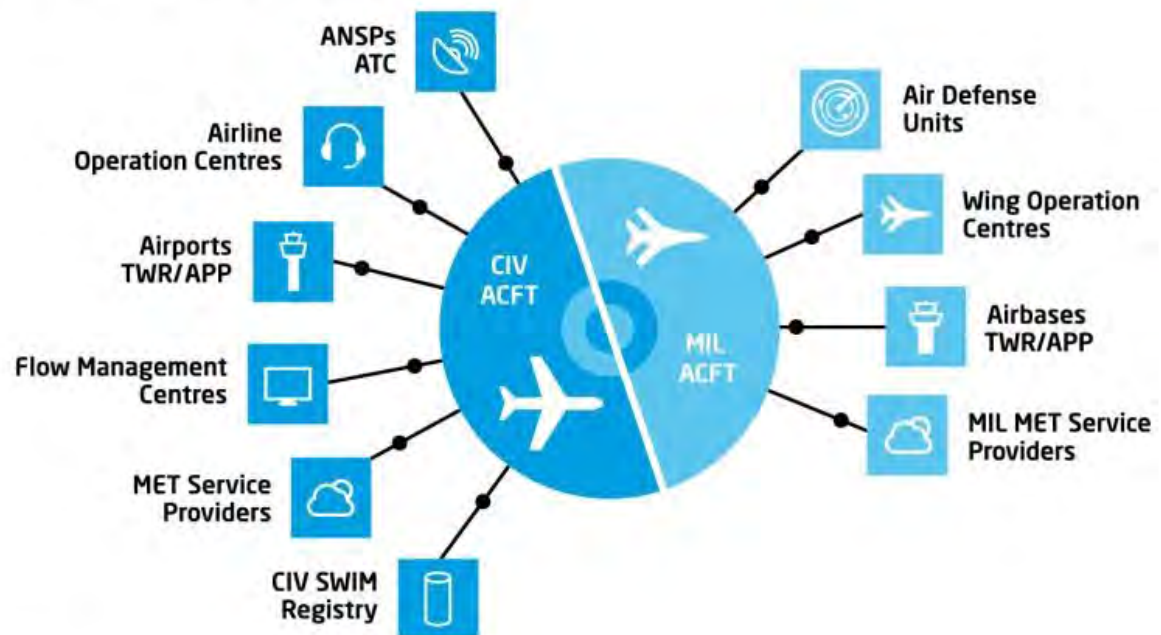 ANSPs
ATC
Airline
Operation Centres
Airports
TWR/APP
Flow Management
Centres
MET Service
Providers
CIV SWIM
Registry
CIV
ACFT
MIL
ACFT
Air Defense
Units
Wing Operation
Centres
Airbases
TWR/APP
MIL MET Service
Providers